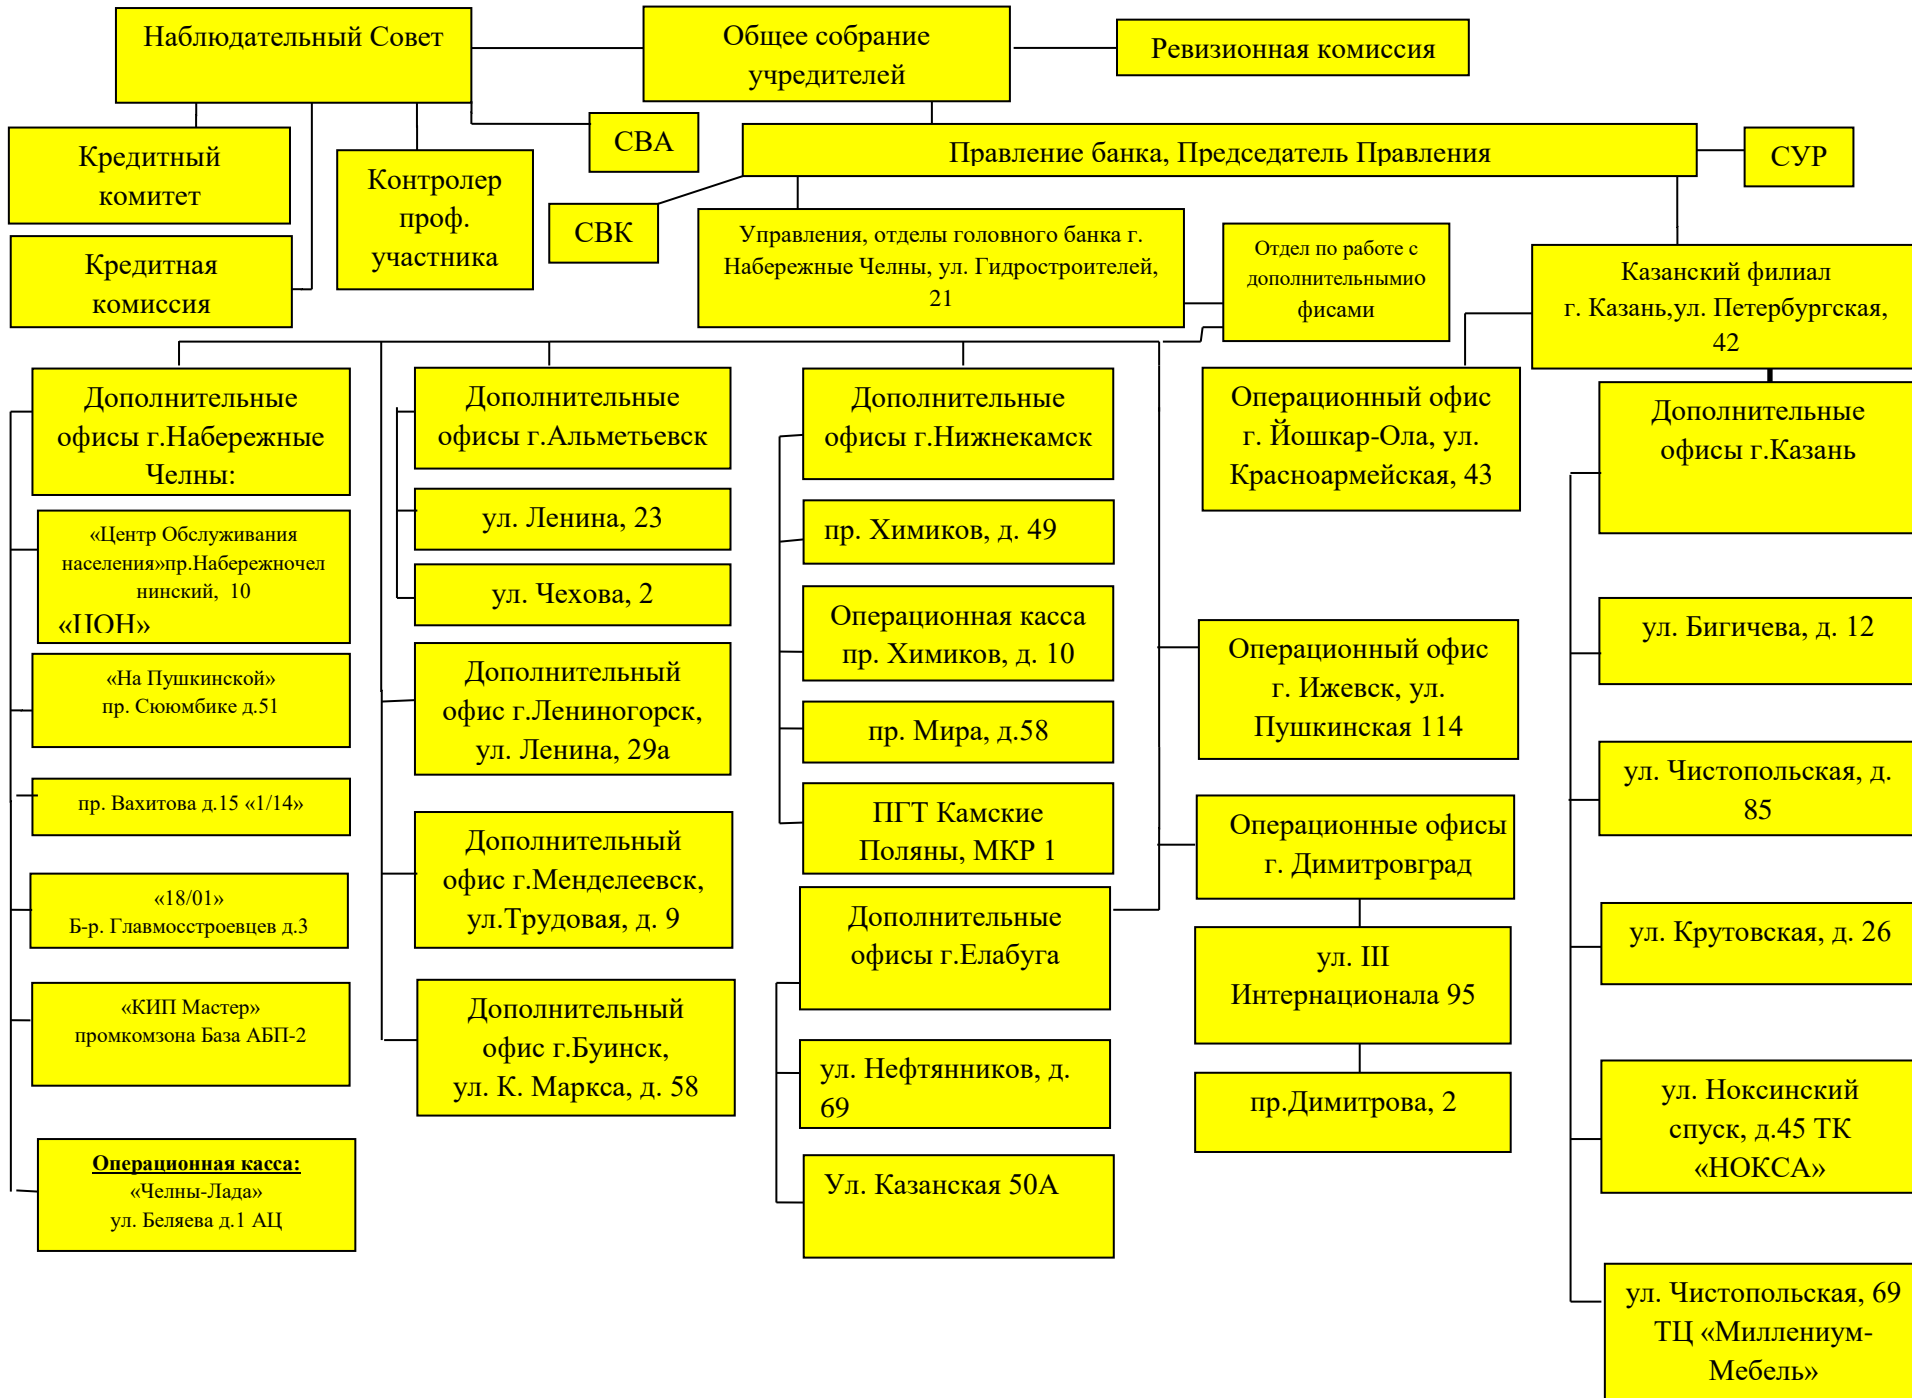 Наблюдательный Совет
Общее собрание
учредителей
Ревизионная комиссия
Кредитный
комитет
Кредитная
комиссия
Контролер
проф.
участника
СВА
СВК
Правление банка, Председатель Правления
СУР
Управления, отделы головного банка г.
Набережные Челны, ул. Гидростроителей,
21
Отдел по работе с
дополнительнымио
фисами
Казанский филиал
г. Казань,ул. Петербургская,
42
Дополнительные
офисы г.Набережные
Челны:
«Центр Обслуживания
населения»пр.Набережночел
нинский, 10
«ЦОН»
«На Пушкинской»
пр. Сююмбике д.51
пр. Вахитова д.15 «1/14»
«18/01»
Б-р. Главмосстроевцев д.3
«КИП Мастер»
промкомзона База АБП-2
Операционная касса:
«Челны-Лада»
ул. Беляева д.1 АЦ
Дополнительные
офисы г.Альметьевск
ул. Ленина, 23
ул. Чехова, 2
Дополнительный
офис г.Лениногорск,
ул. Ленина, 29а
Дополнительный
офис г.Менделеевск,
ул.Трудовая, д. 9
Дополнительный
офис г.Буинск,
ул. К. Маркса, д. 58
Дополнительные
офисы г.Нижнекамск
пр. Химиков, д. 49
Операционная касса
пр. Химиков, д. 10
пр. Мира, д.58
ПГТ Камские
Поляны, МКР 1
Дополнительные
офисы г.Елабуга
ул. Нефтянников, д.
69
Ул. Казанская 50А
Операционный офис
г. Йошкар-Ола, ул.
Красноармейская, 43
Операционный офис
г. Ижевск, ул.
Пушкинская 114
Операционные офисы
г. Димитровград
ул. III
Интернационала 95
пр.Димитрова, 2
Дополнительные
офисы г.Казань
ул. Бигичева, д. 12
ул. Чистопольская, д.
85
ул. Крутовская, д. 26
ул. Ноксинский
спуск, д.45 ТК
«НОКСА»
ул. Чистопольская, 69
ТЦ «Миллениум-
Мебель»